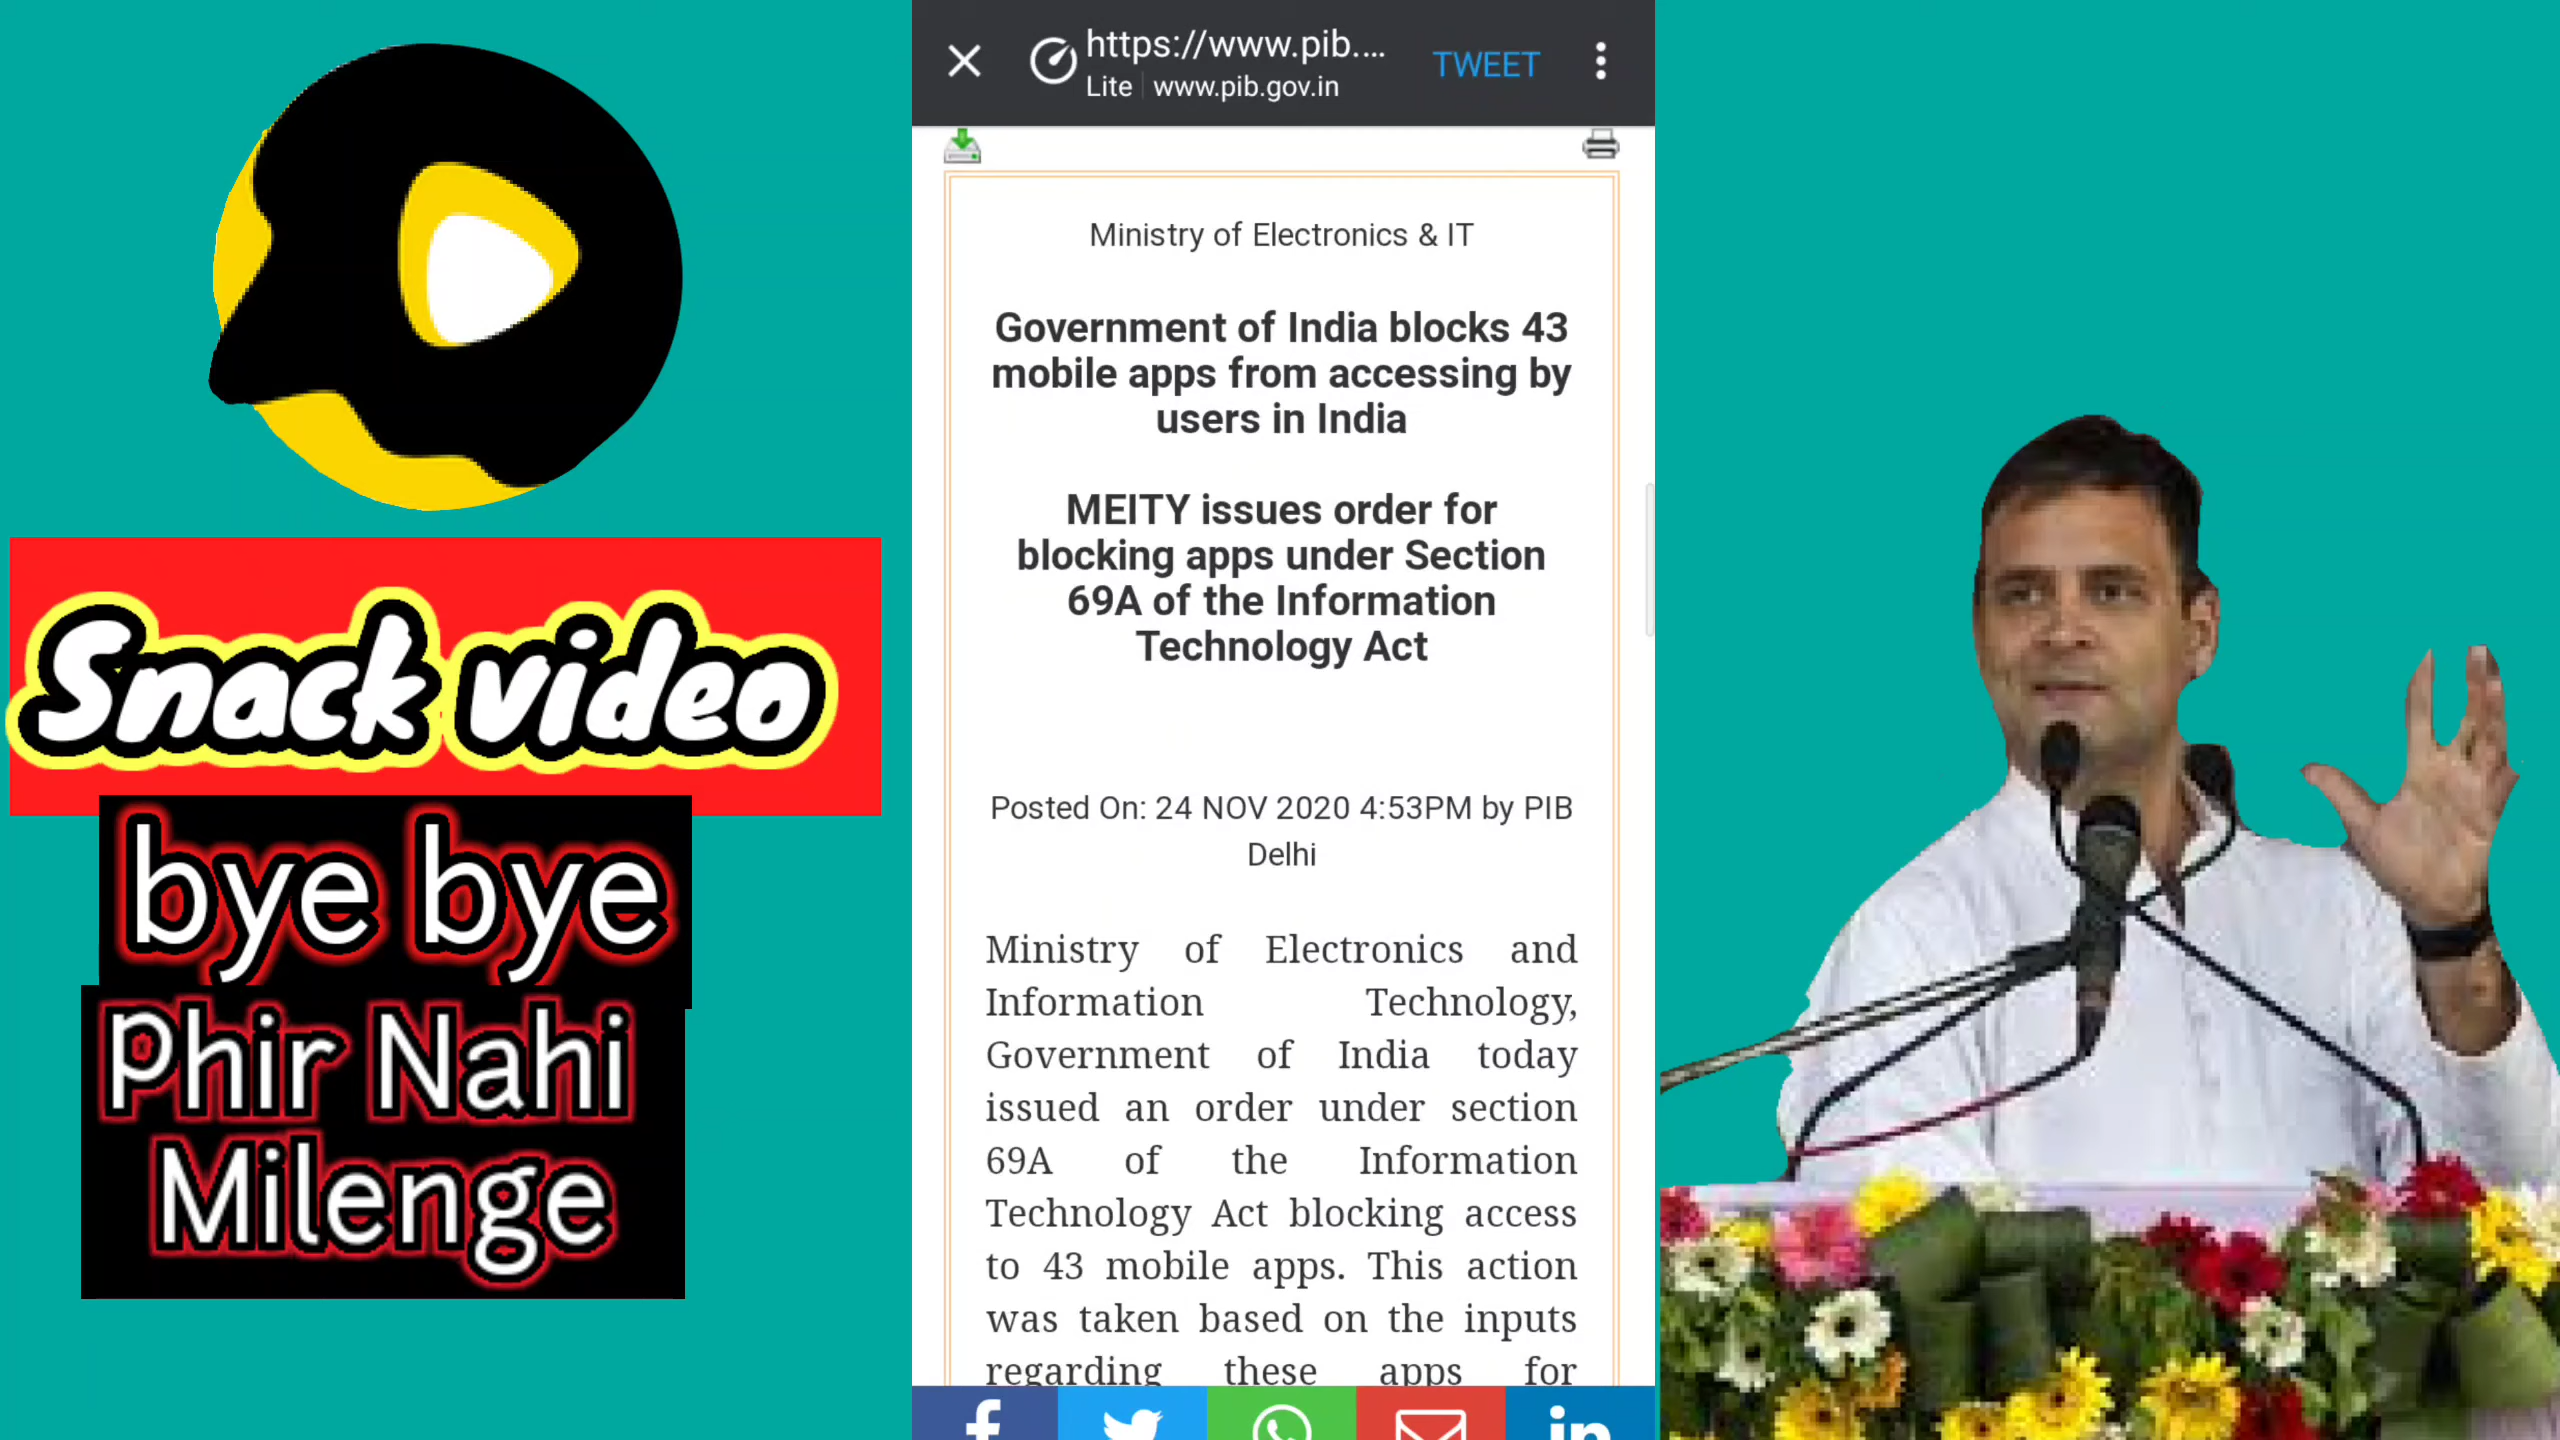 Snack video
bye bye
Phir Nahi
Milenge
https://www.pib....
Lite www.pib.gov.in
TWEET
Ministry of Electronics & IT
Government of India blocks 43
mobile apps from accessing by
users in India
MEITY issues order for
blocking apps under Section
69A of the Information
Technology Act
Posted On: 24 NOV 2020 4:53PM by PIB
Delhi
Ministry of Electronics and
Information Technology,
Government of India today
issued an order under section
69A of the Information
Technology Act blocking access
to 43 mobile apps. This action
was taken based on the inputs
regarding these apps for